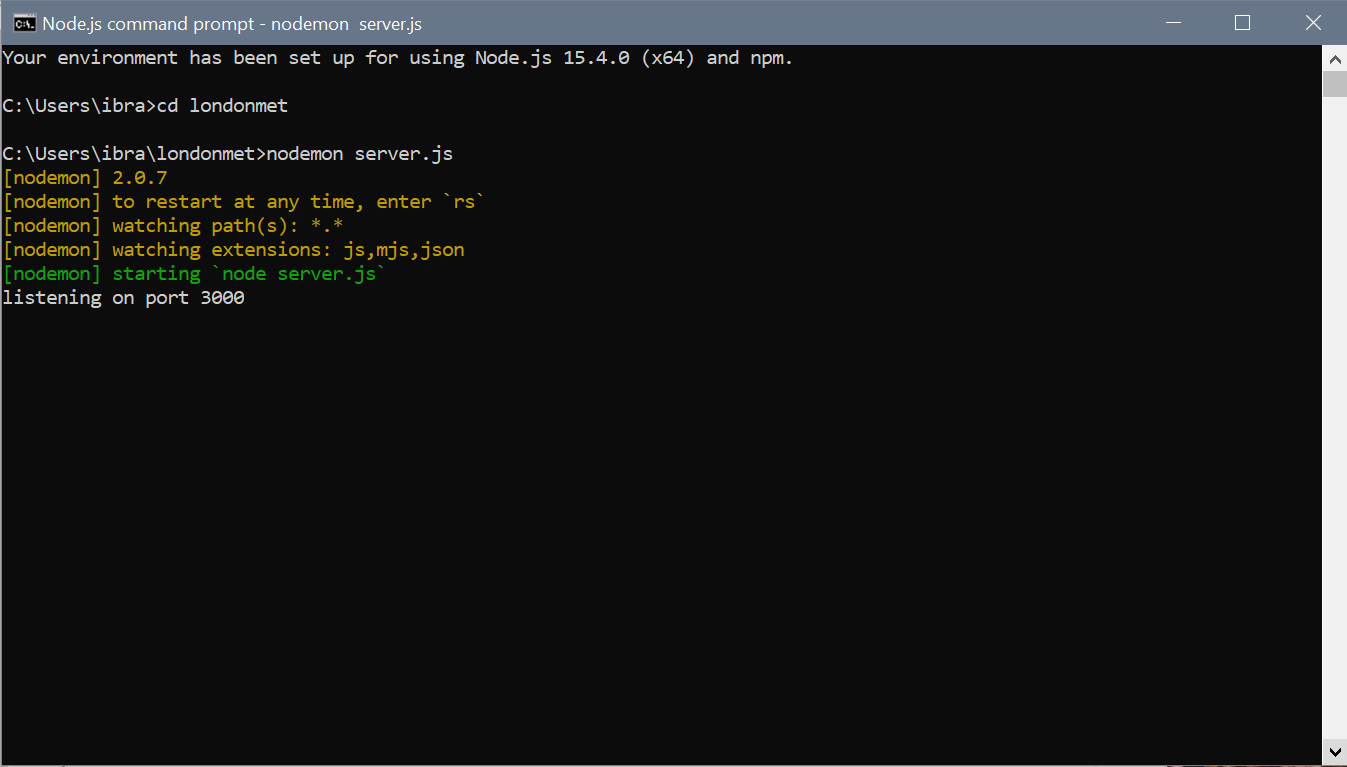 Node.js command prompt - nodemon  server.js
Your environment has been set up for using Node.js 15.4.0 (x64) and npm.
C:\Users\ibra>cd londonmet
C:\Users\ibra\londonmet>nodemon server.js
[nodemon] 2.0.7
[nodemon] to restart at any time, enter `rs`
[nodemon] watching path(s): *.*
[nodemon] watching extensions: js,mjs,json
[nodemon] starting `node server.js`
listening on port 3000